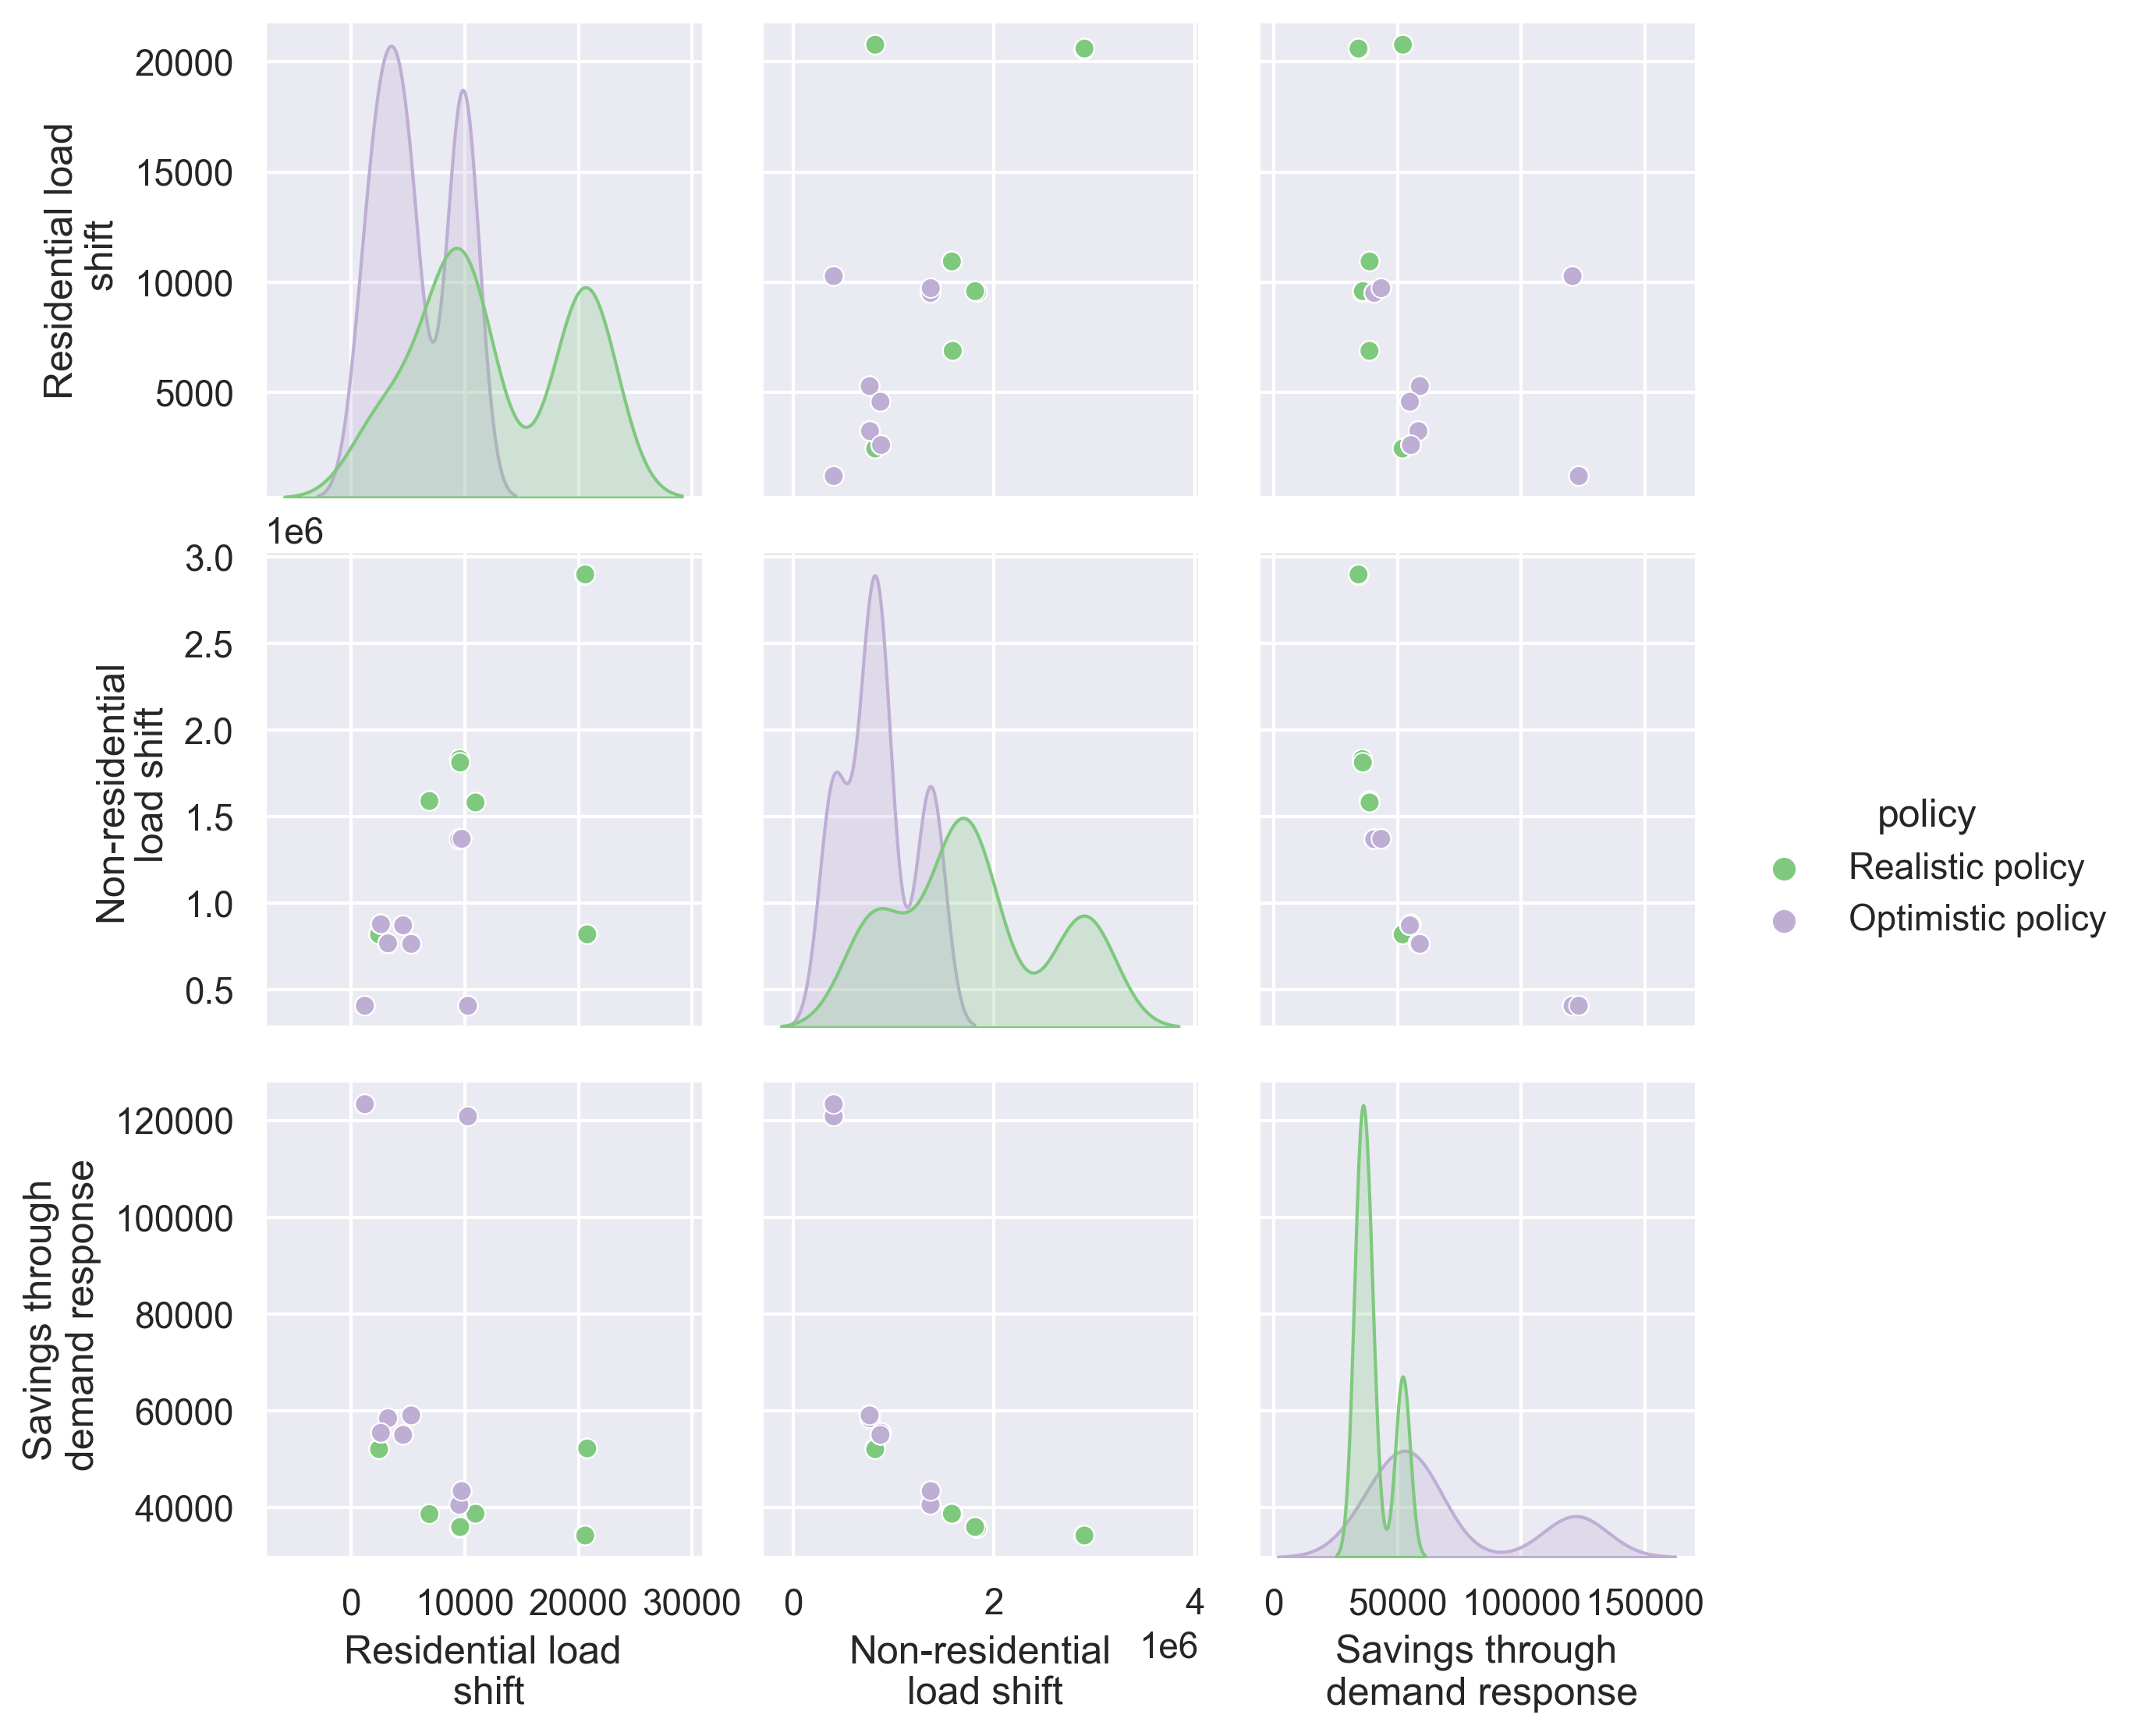 20000
15000
10000
5000
Residential load
shift
1e6
3.0
2.5
2.0
1.5
1.0
0.5
Non-residential
load shift
policy
Realistic policy
Optimistic policy
120000
100000
80000
60000
40000
Savings through
demand response
0 10000 20000 30000
Residential load
shift
0 2 4
1e6
Non-residential
load shift
0 50000 100000 150000
Savings through
demand response